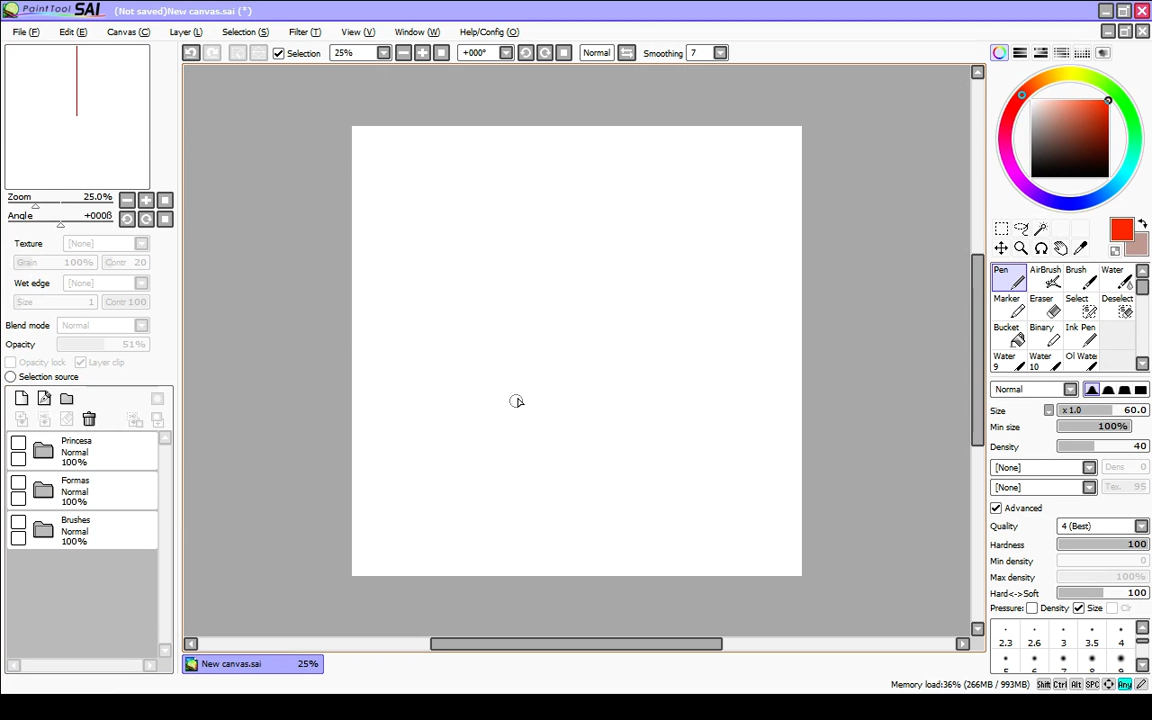 PaintTool SAI (Not saved)New canvas.sai (*)
File (F) Edit (E) Canvas (C) Layer (L) Selection (S) Filter (T) View (V) Window (W) Help/Config (O)
Selection 25% +000° Normal Smoothing 7
Zoom 25.0%
Angle +000ß
Texture [None]
Grain 100% Contr 20
Wet edge [None]
Size 1 Contr 100
Blend mode Normal
Opacity 51%
Opacity lock Layer clip
Selection source
Princesa
Normal
100%
Formas
Normal
100%
Brushes
Normal
100%
New canvas.sai 25%
Pen AirBrush Brush Water
Marker Eraser Select Deselect
Bucket Binary Ink Pen
Water 9 Water 10 Oil Wate
Normal
Size x 1.0 60.0
Min size 100%
Density 40
[None] Dens 0
[None] Tex. 95
Advanced
Quality 4 (Best)
Hardness 100
Min density 0
Max density 100%
Hard<->Soft 100
Pressure: Density Size Clr
2.3 2.6 3 3.5 4
Memory load:36% (266MB / 993MB) Shift Ctrl Alt SPC Any